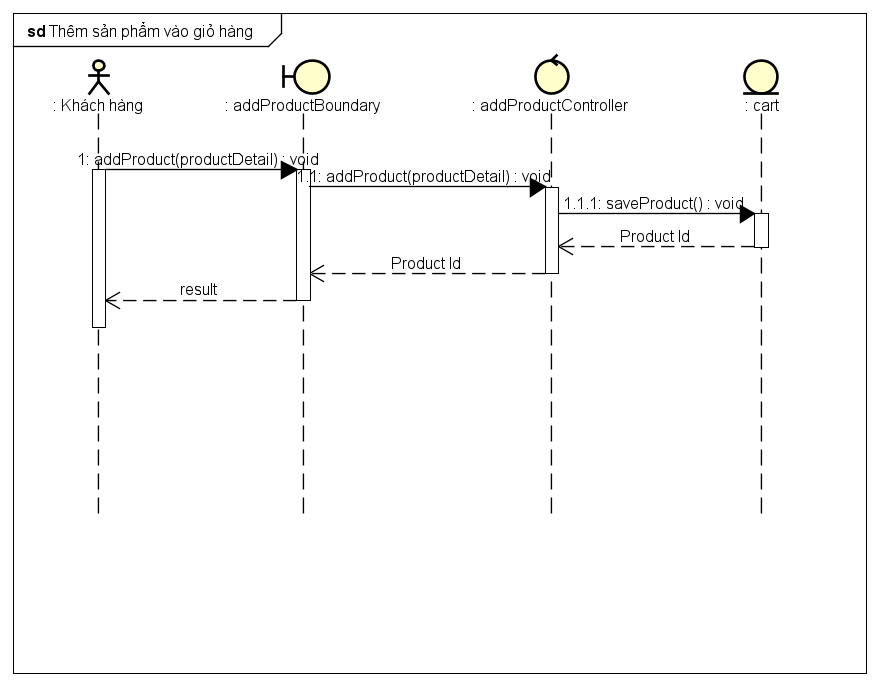 sd Thêm sản phẩm vào giỏ hàng
: Khách hàng
: addProductBoundary
: addProductController
: cart
1: addProduct(productDetail) : void
1.1: addProduct(productDetail) : void
1.1.1: saveProduct() : void
Product Id
Product Id
result